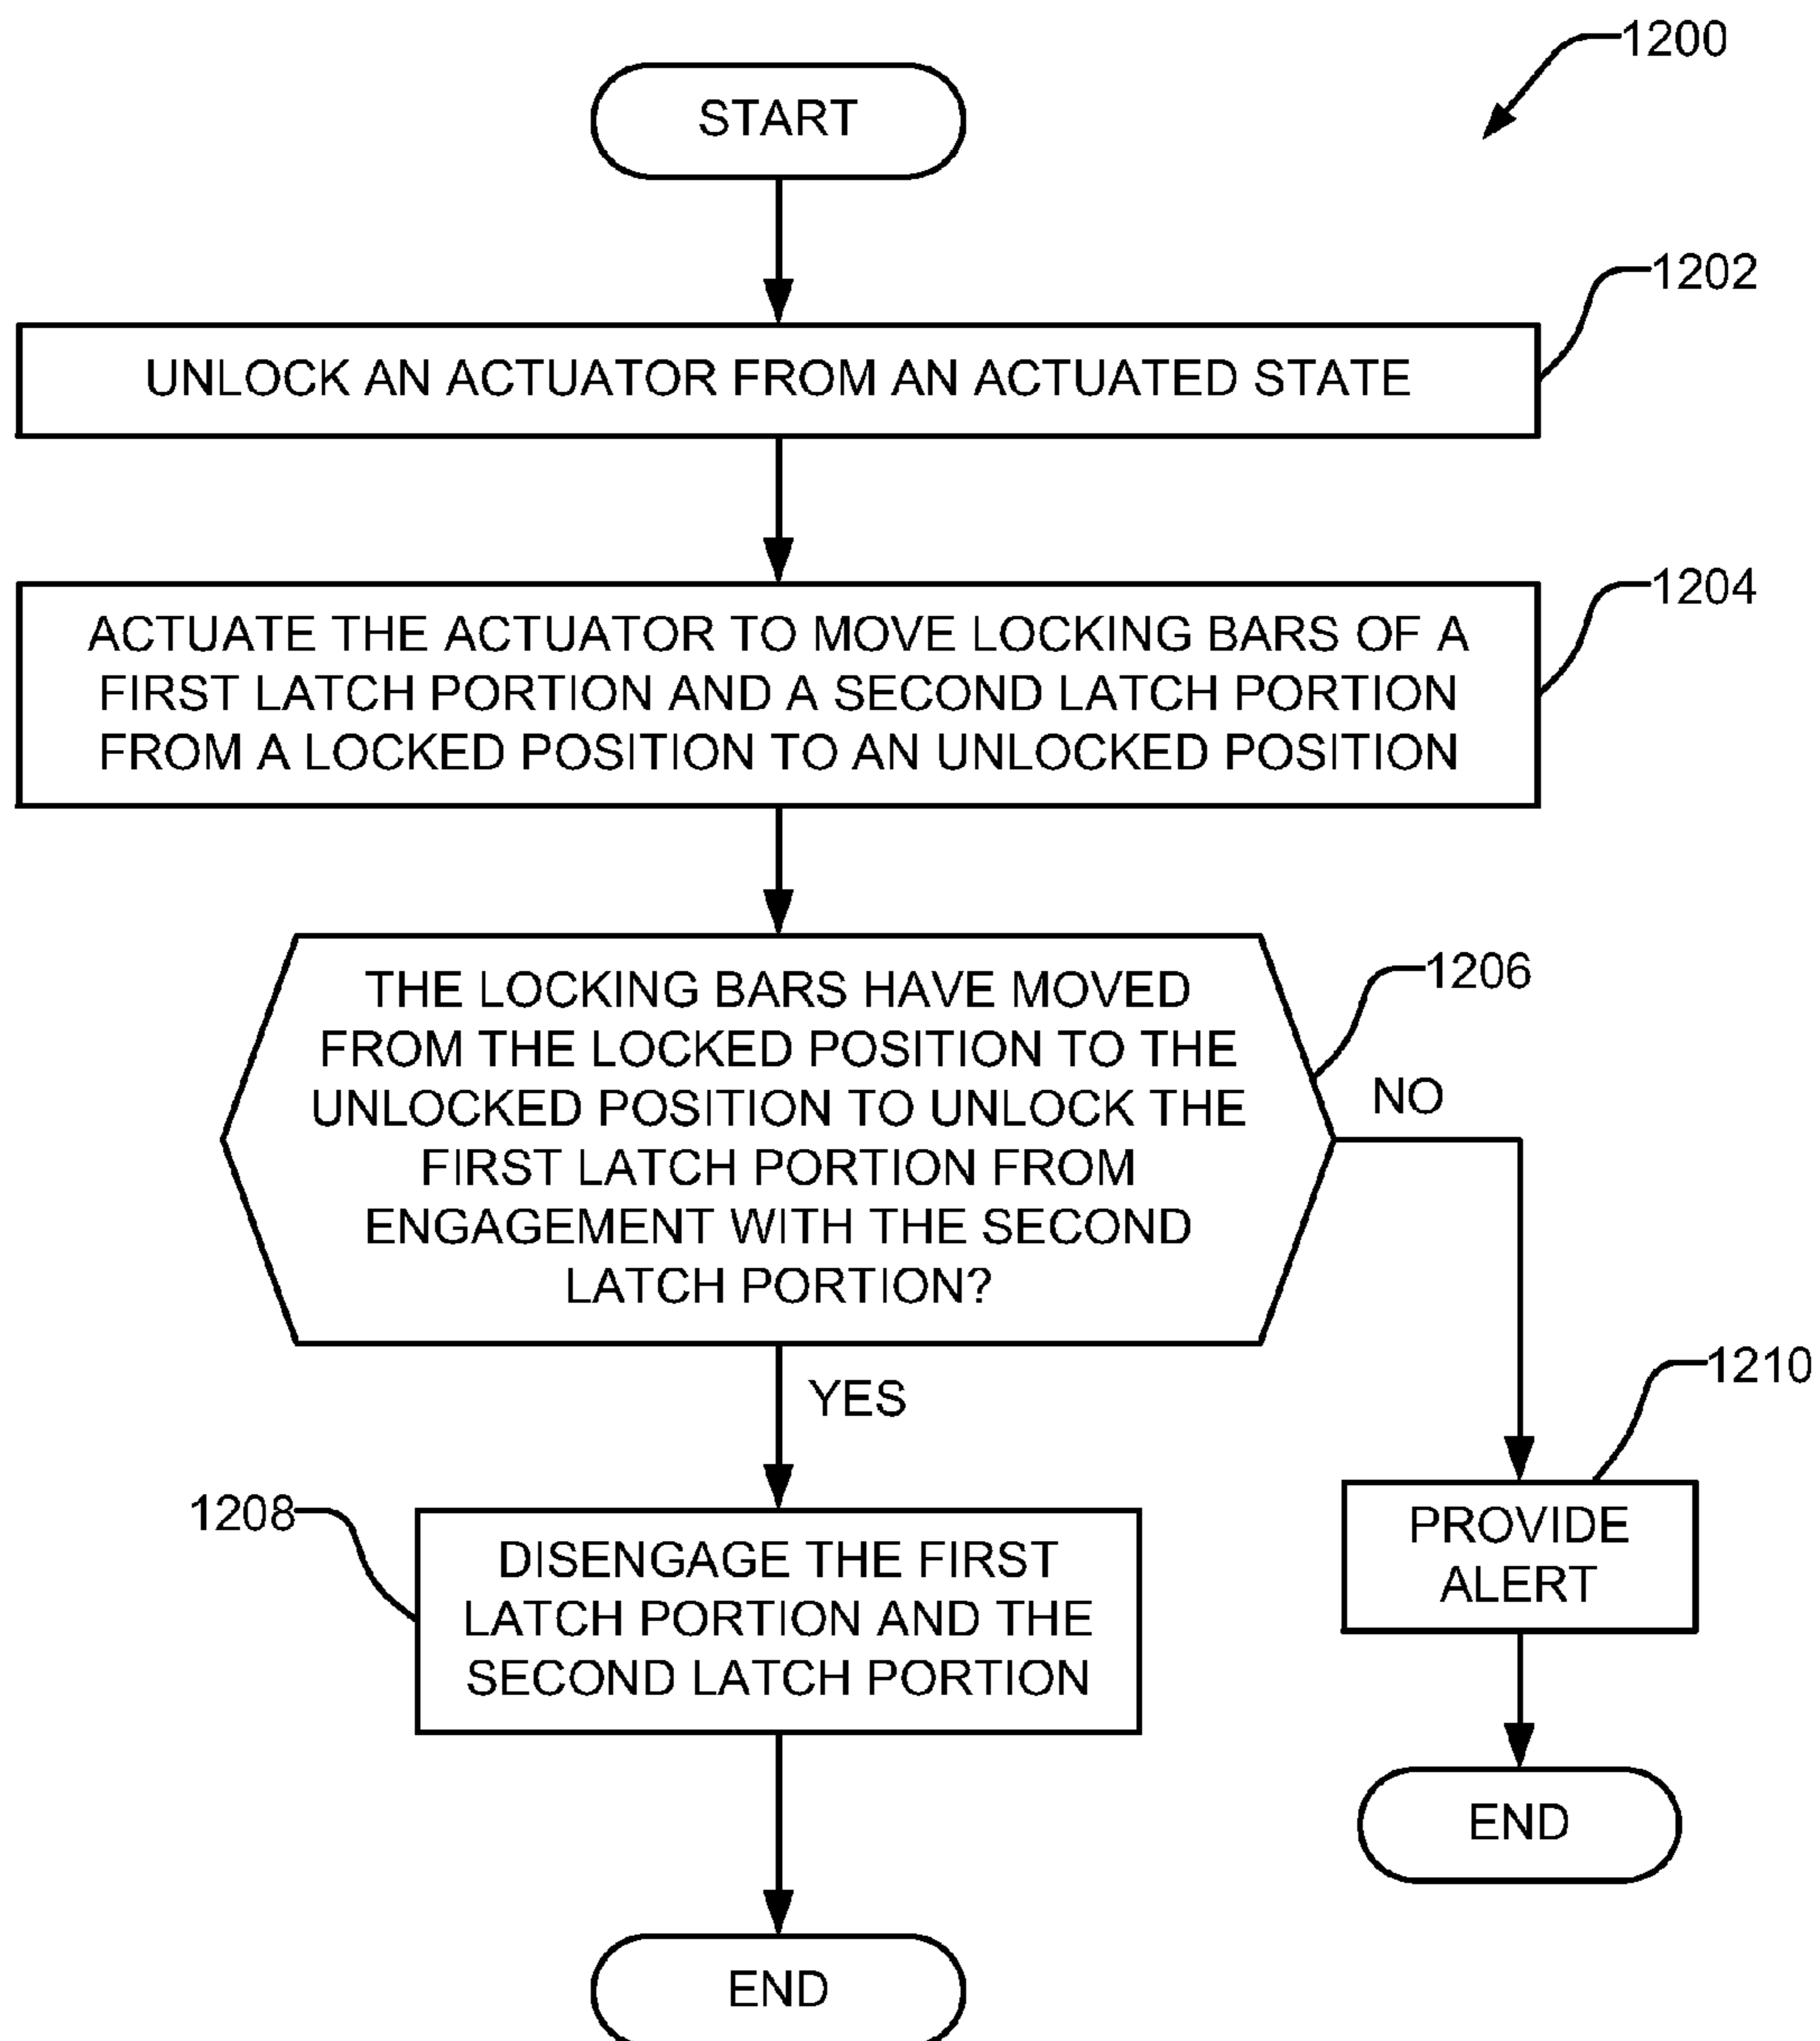 1200
START
1202
UNLOCK AN ACTUATOR FROM AN ACTUATED STATE
1204
ACTUATE THE ACTUATOR TO MOVE LOCKING BARS OF A
FIRST LATCH PORTION AND A SECOND LATCH PORTION
FROM A LOCKED POSITION TO AN UNLOCKED POSITION
1206
THE LOCKING BARS HAVE MOVED
FROM THE LOCKED POSITION TO THE
UNLOCKED POSITION TO UNLOCK THE
FIRST LATCH PORTION FROM
ENGAGEMENT WITH THE SECOND
LATCH PORTION?
NO
YES
1210
1208
DISENGAGE THE FIRST
LATCH PORTION AND THE
SECOND LATCH PORTION
PROVIDE
ALERT
END
END